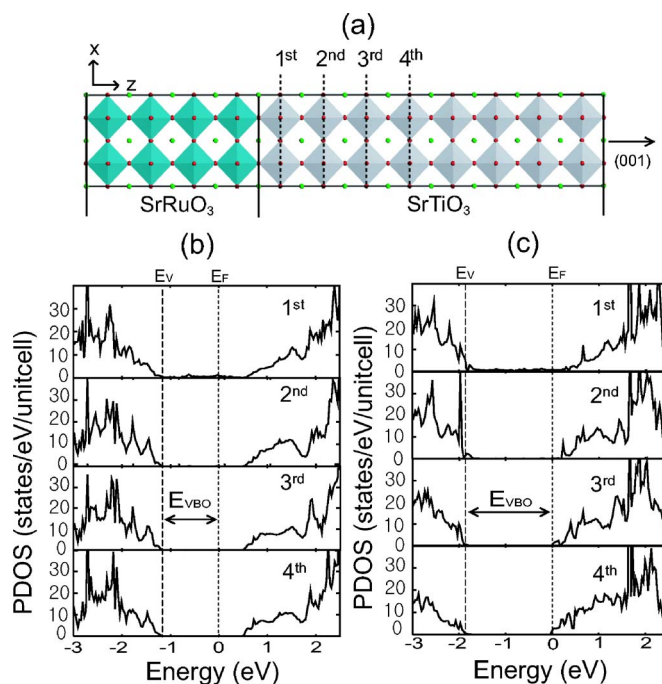 (a)
x
z
1st 2nd 3rd 4th
(001)
SrRuO3 SrTiO3
(b) (c)
EV EF EV EF
PDOS (states/eV/unitcell)
30
20
10
0
1st
30
20
10
0
2nd
30
20
10
0
3rd
EVBO
30
20
10
0
4th
-3 -2 -1 0 1 2
Energy (eV)
PDOS (states/eV/unitcell)
30
20
10
0
1st
30
20
10
0
2nd
30
20
10
0
3rd
EVBO
30
20
10
0
4th
-3 -2 -1 0 1 2
Energy (eV)